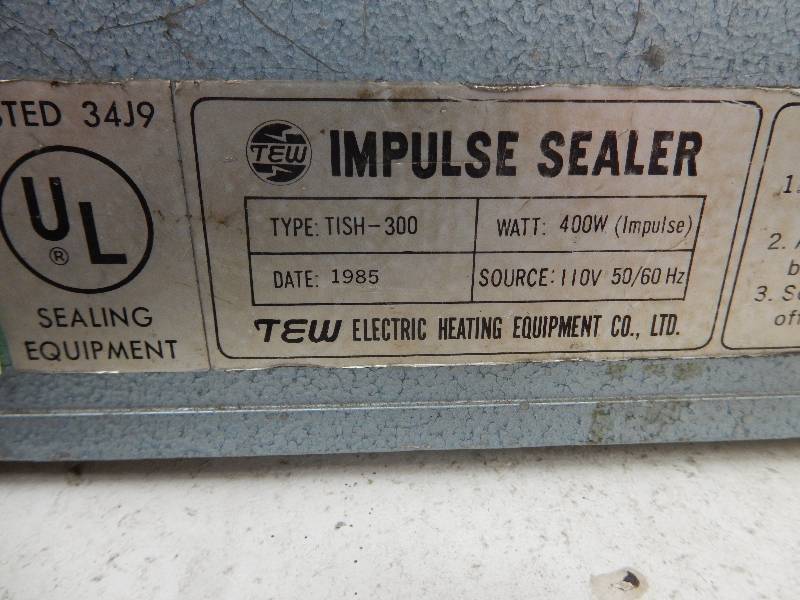 34J9
UL
®
SEALING
EQUIPMENT
TEW IMPULSE SEALER
TYPE: TISH-300 WATT: 400W (Impulse)
DATE: 1985 SOURCE: 110V 50/60 Hz
TEW ELECTRIC HEATING EQUIPMENT CO., LTD.
1.
2.
3.
off